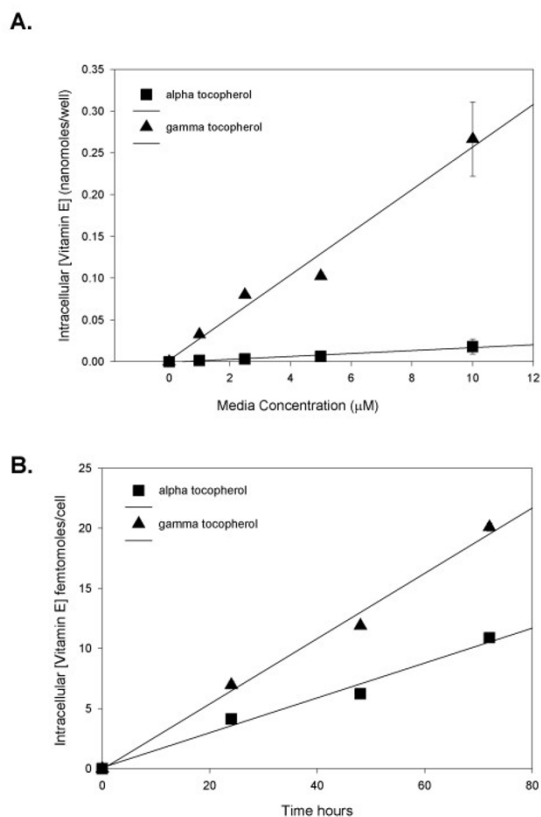 A.
Intracellular [Vitamin E] (nanomoles/well)
0.35
0.30
0.25
0.20
0.15
0.10
0.05
0.00
alpha tocopherol
gamma tocopherol
0 2 4 6 8 10 12
Media Concentration (μM)
B.
Intracellular [Vitamin E] femtomoles/cell
25
20
15
10
5
0
alpha tocopherol
gamma tocopherol
0 20 40 60 80
Time hours